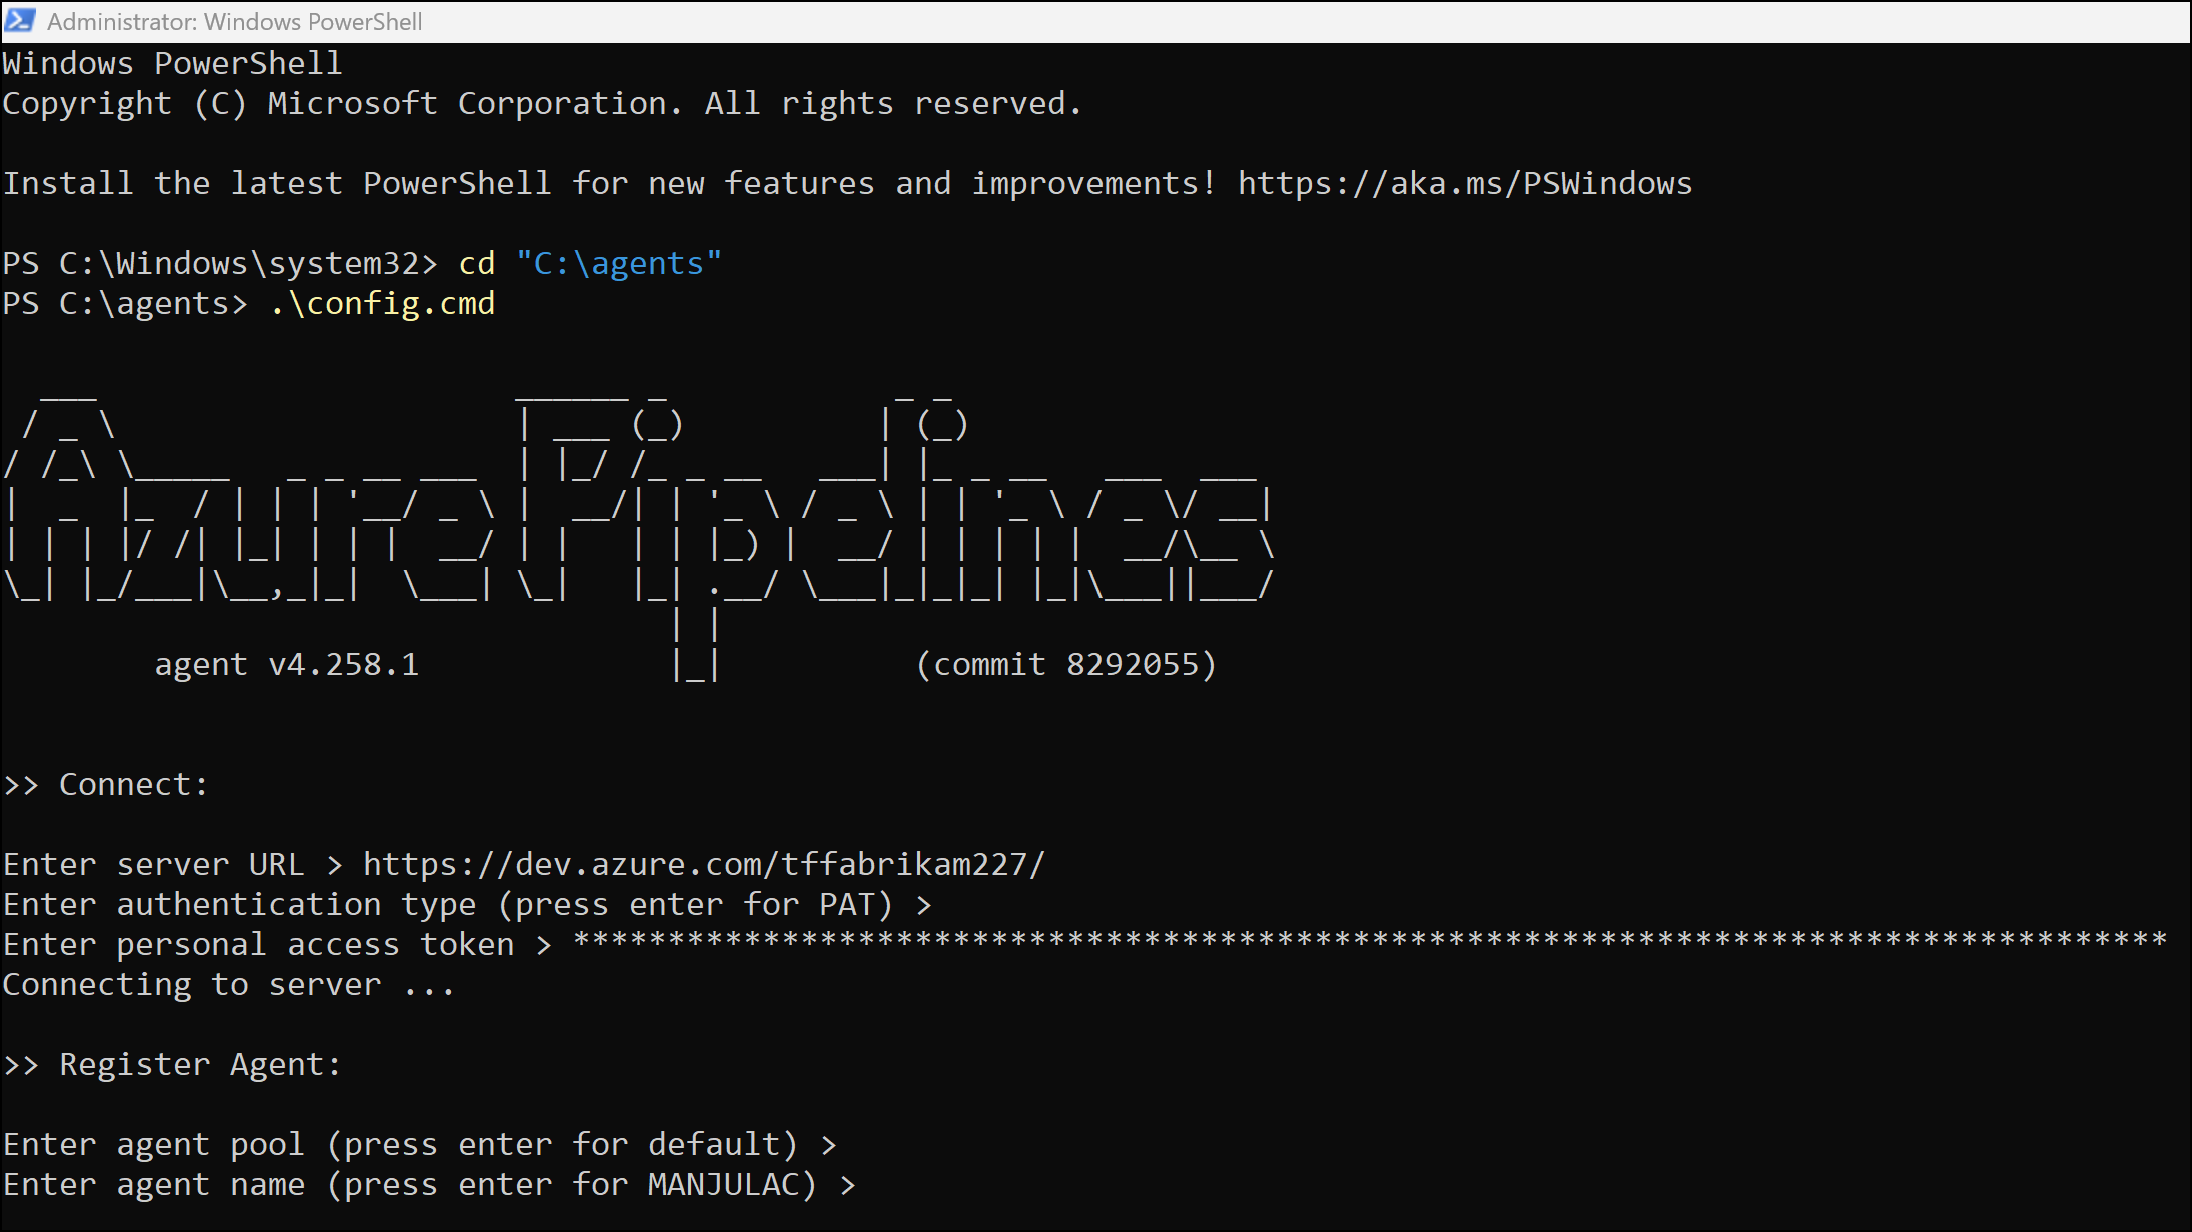 Administrator: Windows PowerShell
Windows PowerShell
Copyright (C) Microsoft Corporation. All rights reserved.
Install the latest PowerShell for new features and improvements! https://aka.ms/PSWindows
PS C:\Windows\system32> cd "C:\agents"
PS C:\agents> .\config.cmd
Azure Pipelines
agent v4.258.1 (commit 8292055)
>> Connect:
Enter server URL > https://dev.azure.com/tffabrikam227/
Enter authentication type (press enter for PAT) >
Enter personal access token > ************************************************************************************
Connecting to server ...
>> Register Agent:
Enter agent pool (press enter for default) >
Enter agent name (press enter for MANJULAC) >